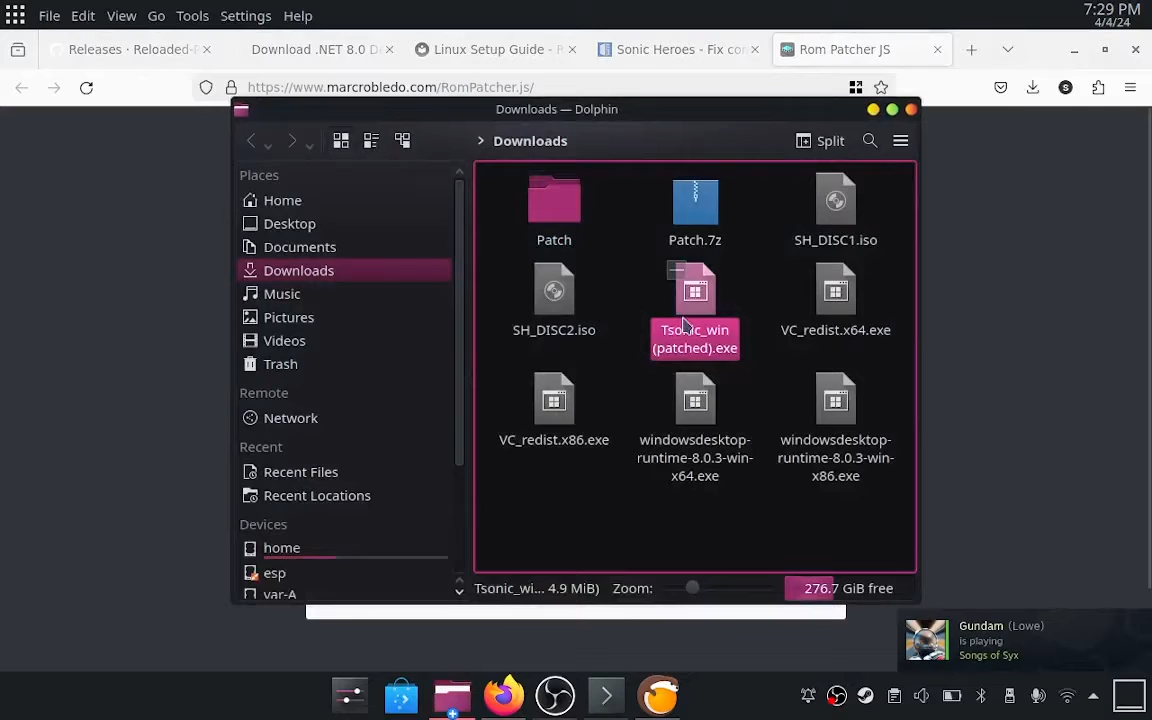 File Edit View Go Tools Settings Help
7:29 PM
4/4/24
Releases · Reloaded-
Download .NET 8.0 D
Linux Setup Guide - R
Sonic Heroes - Fix co
Rom Patcher JS
https://www.marcrobledo.com/RomPatcher.js/
Downloads — Dolphin
Downloads
Split
Places
Home
Desktop
Documents
Downloads
Music
Pictures
Videos
Trash
Remote
Network
Recent
Recent Files
Recent Locations
Devices
home
esp
var-A
Patch
Patch.7z
SH_DISC1.iso
SH_DISC2.iso
Tsonic_win
(patched).exe
VC_redist.x64.exe
VC_redist.x86.exe
windowsdesktop-
runtime-8.0.3-win-
x64.exe
windowsdesktop-
runtime-8.0.3-win-
x86.exe
Tsonic_wi... 4.9 MiB)
Zoom:
276.7 GiB free
Gundam (Lowe)
is playing
Songs of Syx